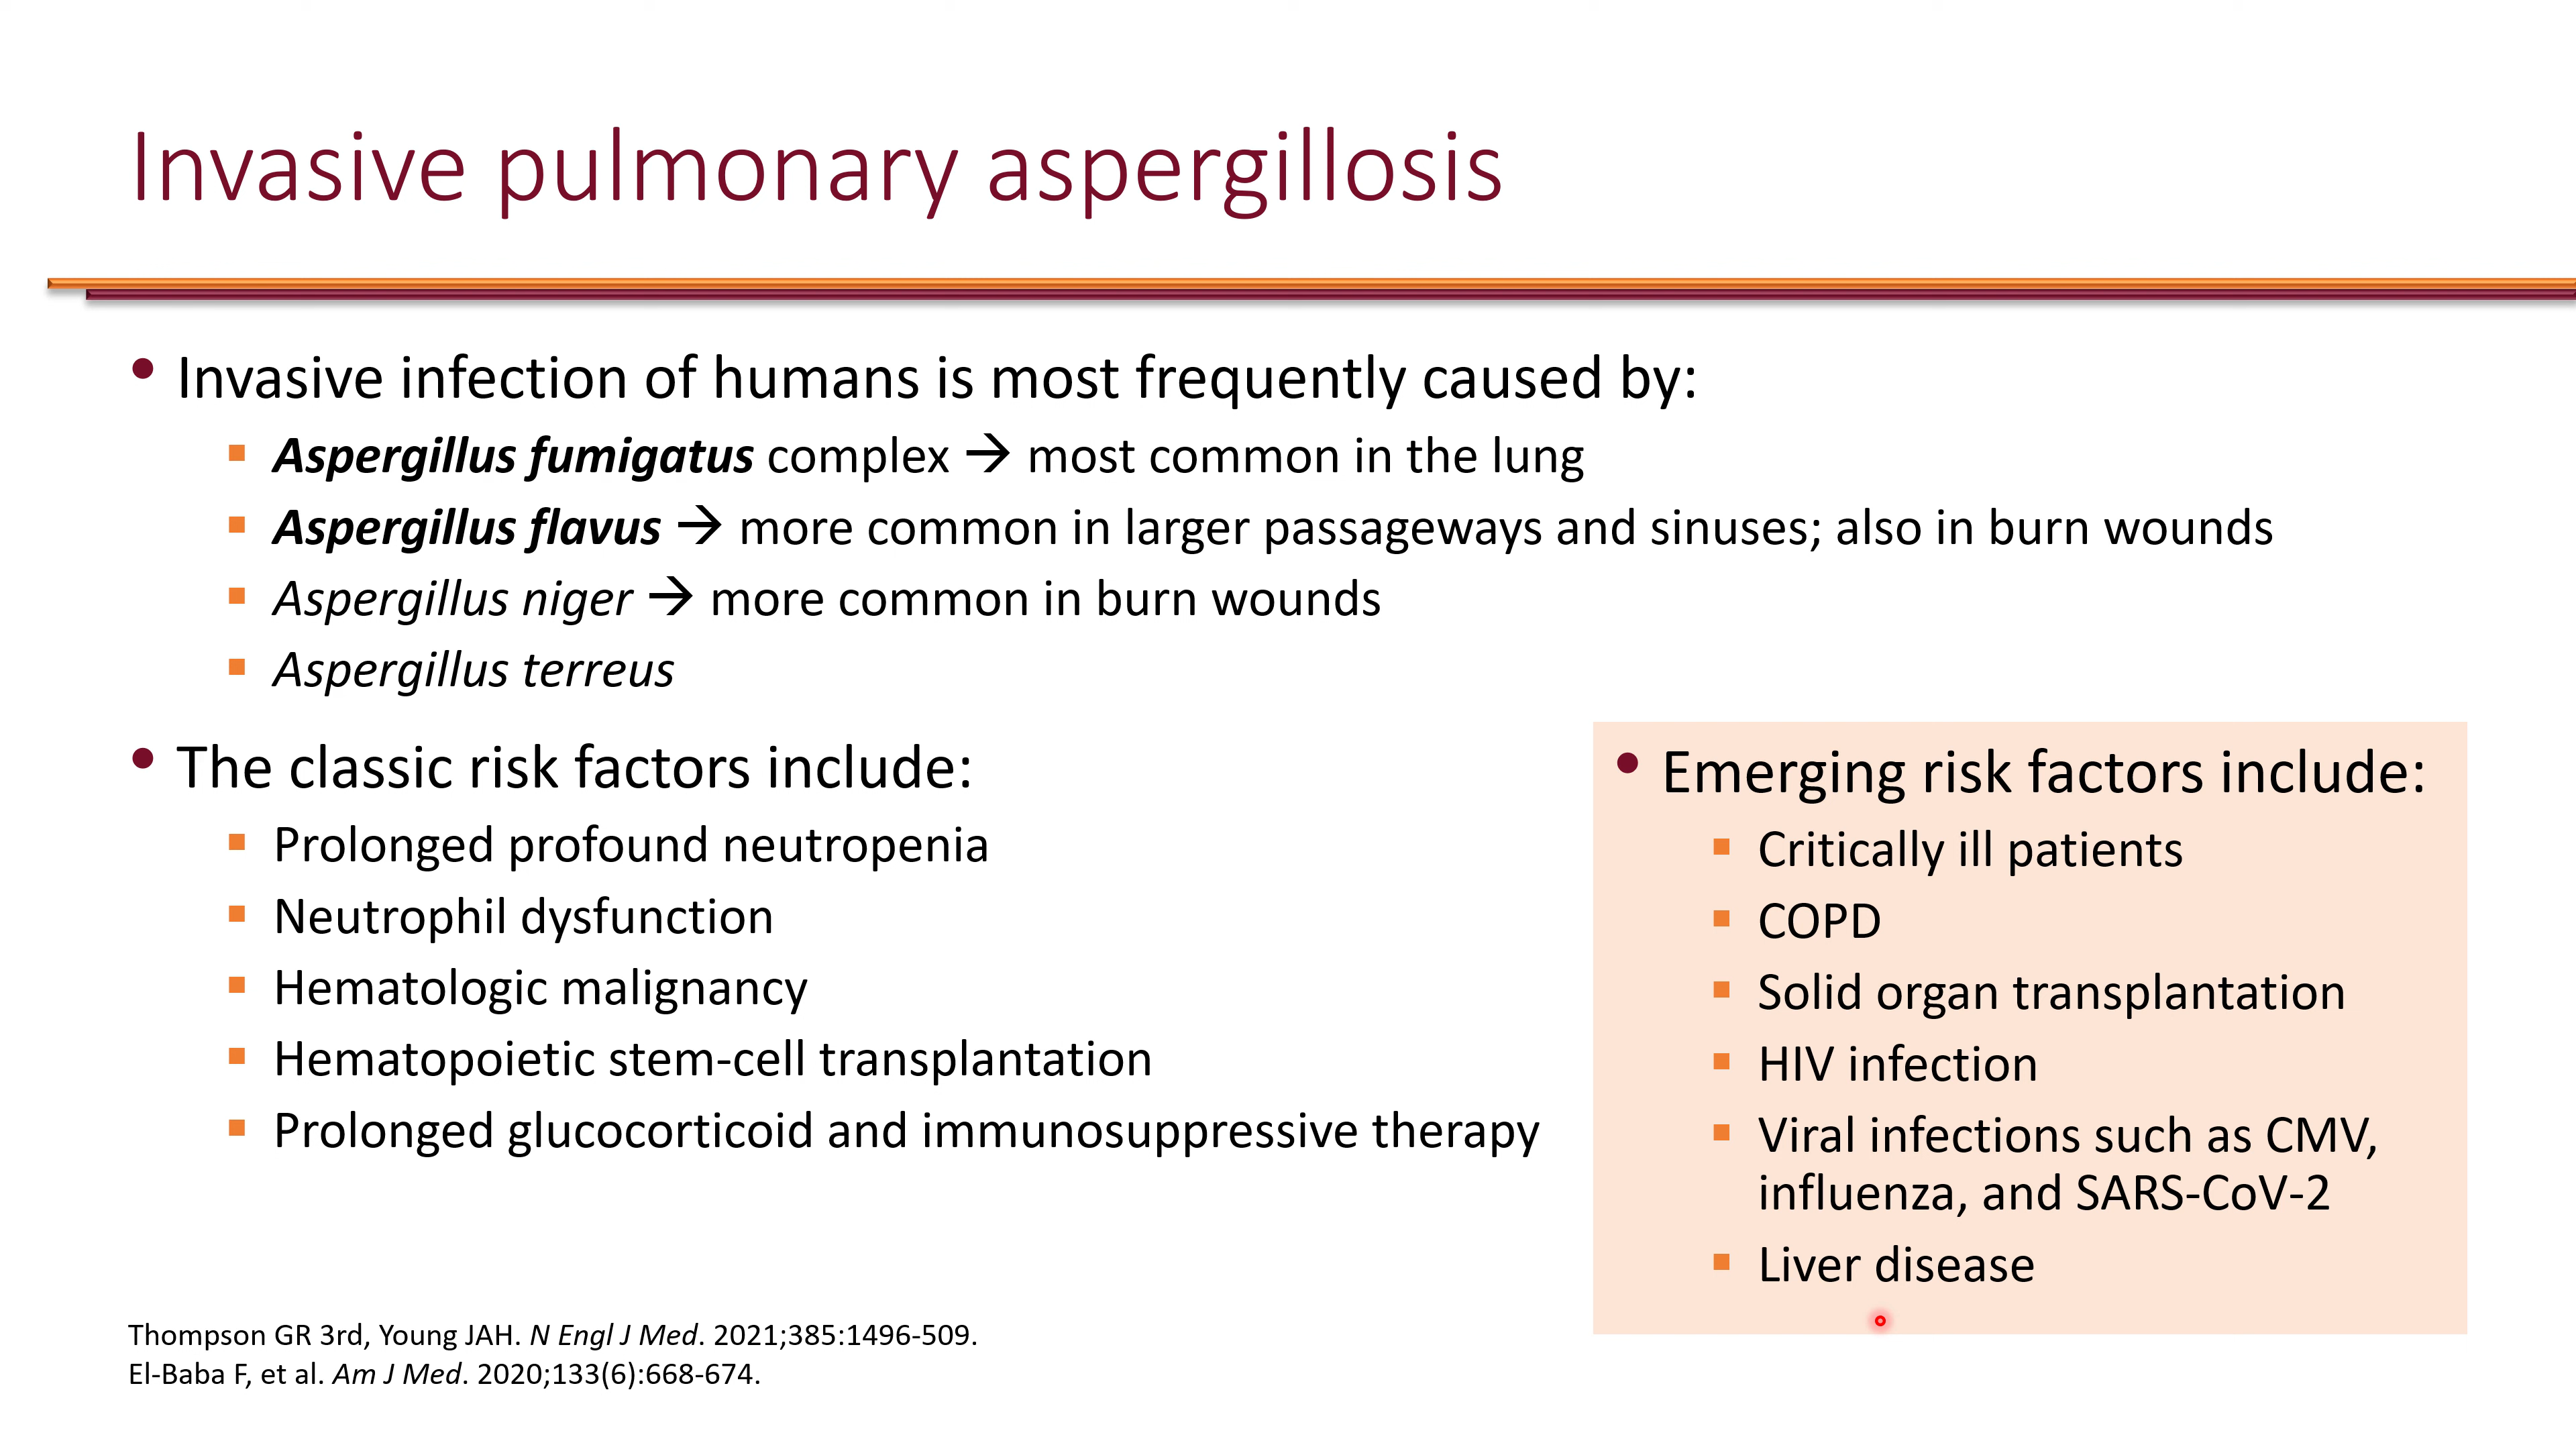 Invasive pulmonary aspergillosis
• Invasive infection of humans is most frequently caused by:
▪ Aspergillus fumigatus complex → most common in the lung
▪ Aspergillus flavus → more common in larger passageways and sinuses; also in burn wounds
▪ Aspergillus niger → more common in burn wounds
▪ Aspergillus terreus
• The classic risk factors include:
▪ Prolonged profound neutropenia
▪ Neutrophil dysfunction
▪ Hematologic malignancy
▪ Hematopoietic stem-cell transplantation
▪ Prolonged glucocorticoid and immunosuppressive therapy
• Emerging risk factors include:
▪ Critically ill patients
▪ COPD
▪ Solid organ transplantation
▪ HIV infection
▪ Viral infections such as CMV,
influenza, and SARS-CoV-2
▪ Liver disease
Thompson GR 3rd, Young JAH. N Engl J Med. 2021;385:1496-509.
El-Baba F, et al. Am J Med. 2020;133(6):668-674.